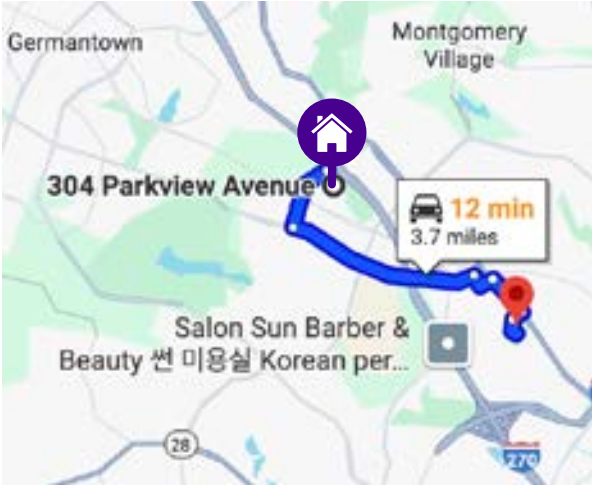 Germantown
Montgomery
Village
304 Parkview Avenue
12 min
3.7 miles
Salon Sun Barber &
Beauty 썬 미용실 Korean per...
28
270